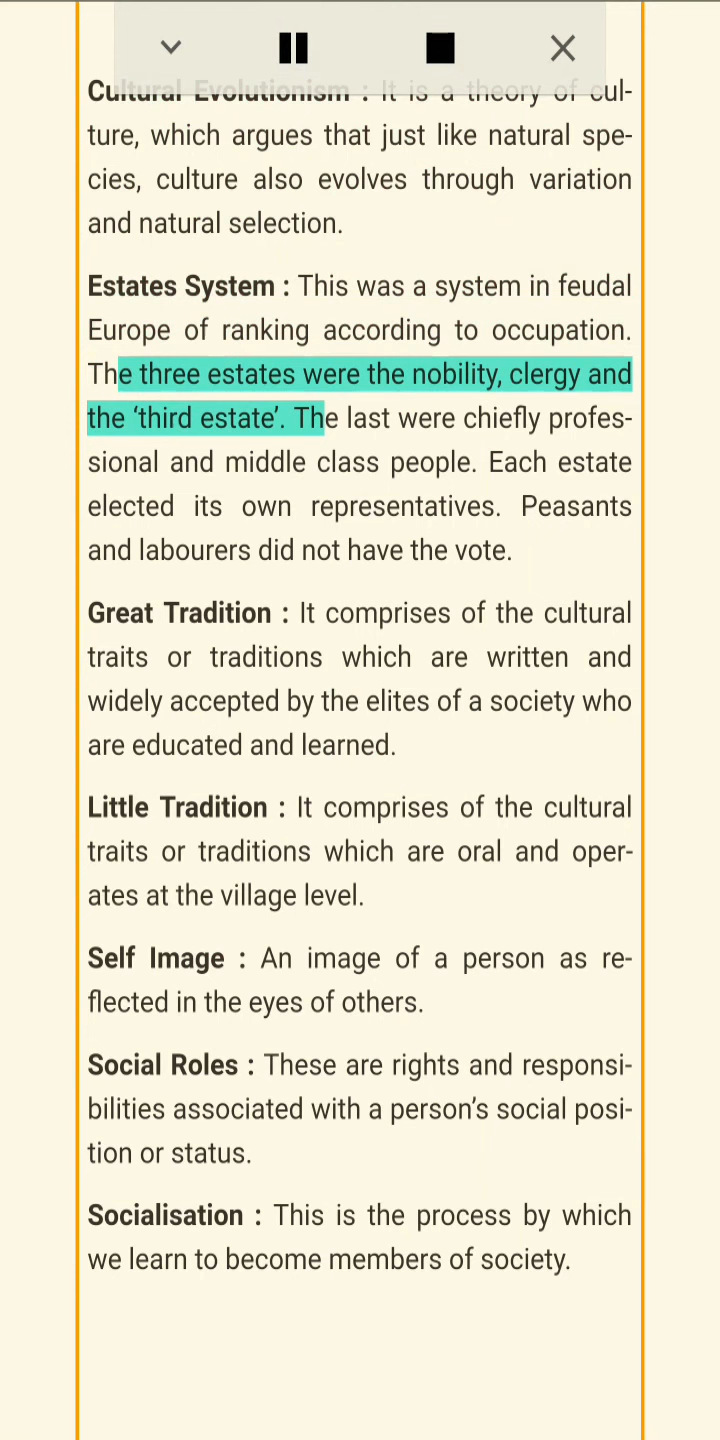 Cultural Evolutionism : It is a theory of cul-
ture, which argues that just like natural spe-
cies, culture also evolves through variation
and natural selection.
Estates System : This was a system in feudal
Europe of ranking according to occupation.
The three estates were the nobility, clergy and
the ‘third estate’. The last were chiefly profes-
sional and middle class people. Each estate
elected its own representatives. Peasants
and labourers did not have the vote.
Great Tradition : It comprises of the cultural
traits or traditions which are written and
widely accepted by the elites of a society who
are educated and learned.
Little Tradition : It comprises of the cultural
traits or traditions which are oral and oper-
ates at the village level.
Self Image : An image of a person as re-
flected in the eyes of others.
Social Roles : These are rights and responsi-
bilities associated with a person’s social posi-
tion or status.
Socialisation : This is the process by which
we learn to become members of society.